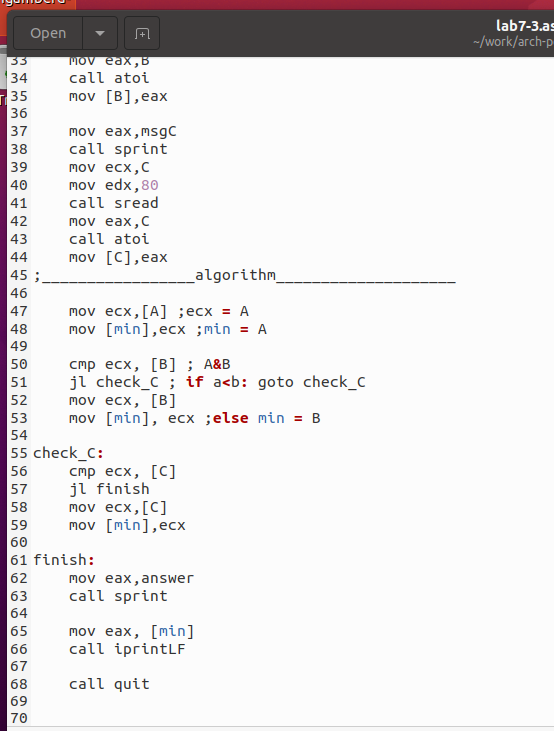 Open
lab7-3.as
~/work/arch-p
33 mov eax,B
34 call atoi
35 mov [B],eax
36
37 mov eax,msgC
38 call sprint
39 mov ecx,C
40 mov edx,80
41 call sread
42 mov eax,C
43 call atoi
44 mov [C],eax
45 ;_________________algorithm____________________
46
47 mov ecx,[A] ;ecx = A
48 mov [min],ecx ;min = A
49
50 cmp ecx, [B] ; A&B
51 jl check_C ; if a<b: goto check_C
52 mov ecx, [B]
53 mov [min], ecx ;else min = B
54
55 check_C:
56 cmp ecx, [C]
57 jl finish
58 mov ecx,[C]
59 mov [min],ecx
60
61 finish:
62 mov eax,answer
63 call sprint
64
65 mov eax, [min]
66 call iprintLF
67
68 call quit
69
70